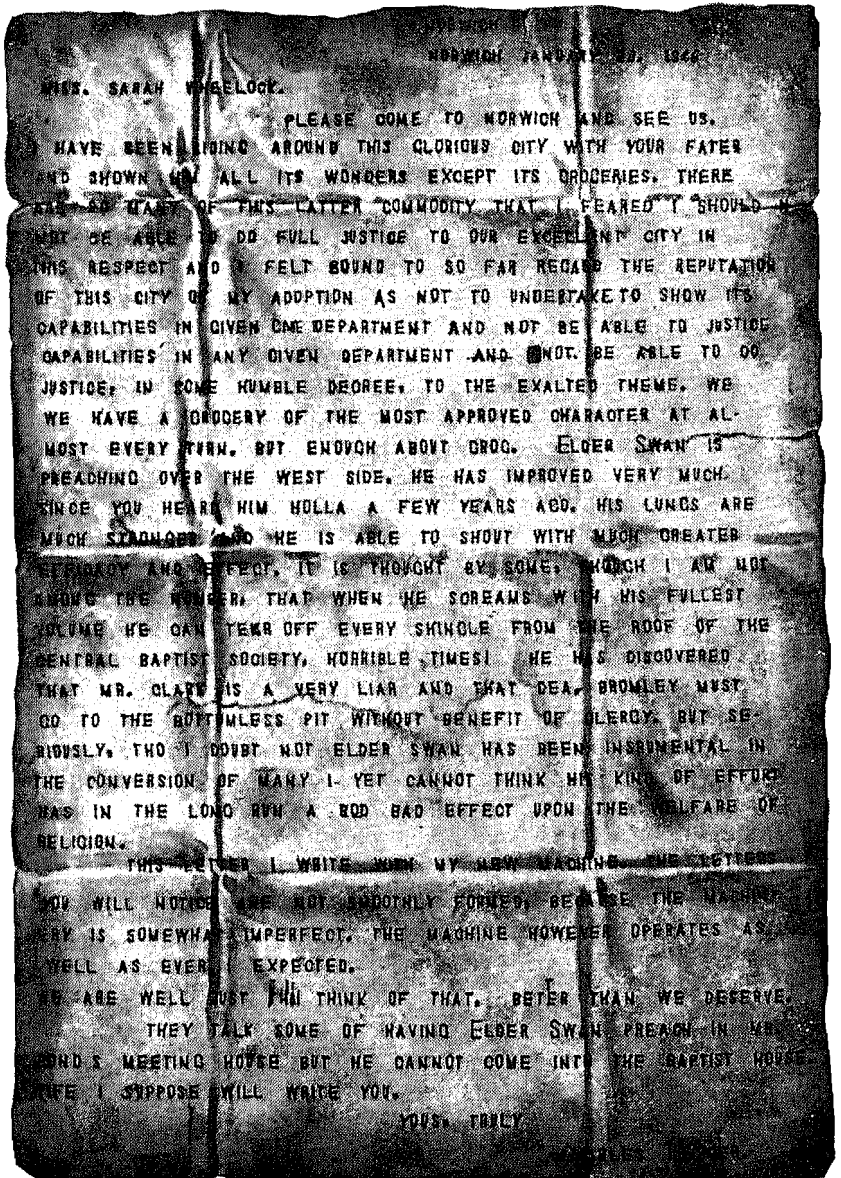 NORWICH JANUARY
MISS. SARAH WHEELOCK.
PLEASE COME TO NORWICH AND SEE US.
I HAVE BEEN RIDING AROUND THIS GLORIOUS CITY WITH YOUR FATER
AND SHOWN HIM ALL ITS WONDERS EXCEPT ITS GROCERIES. THERE
ARE SO MANY OF THIS LATTER COMMODITY THAT I FEARED I SHOULD N
NOT BE ABLE TO DO FULL JUSTICE TO OUR EXCELLENT CITY IN
THIS RESPECT AND I FELT BOUND TO SO FAR REGARD THE REPUTATION
OF THIS CITY OF MY ADOPTION AS NOT TO UNDERTAKE TO SHOW ITS
CAPABILITIES IN GIVEN ONE DEPARTMENT AND NOT BE ABLE TO JUSTICE
CAPABILITIES IN ANY GIVEN DEPARTMENT AND NOT BE ABLE TO DO
JUSTICE, IN SOME HUMBLE DEGREE, TO THE EXALTED THEME. WE
WE HAVE A GROCERY OF THE MOST APPROVED CHARACTER AT AL-
MOST EVERY TURN. BUT ENOUGH ABOUT GROG. ELDER SWAN IS
PREACHING OVER THE WEST SIDE. HE HAS IMPROVED VERY MUCH
SINCE YOU HEARD HIM HOLLA A FEW YEARS AGO. HIS LUNGS ARE
MUCH STRONGER AND HE IS ABLE TO SHOUT WITH MUCH GREATER
EFFICACY AND EFFECT. IT IS THOUGHT BY SOME, THOUGH I AM NOT
AMONG THE NUMBER, THAT WHEN HE SCREAMS WITH HIS FULLEST
VOLUME HE CAN TEAR OFF EVERY SHINGLE FROM THE ROOF OF THE
CENTRAL BAPTIST SOCIETY. HORRIBLE TIMES! HE HAS DISCOVERED
THAT MR. CLARK IS A VERY LIAR AND THAT DEA. BROMLEY MUST
GO TO THE BOTTOMLESS PIT WITHOUT BENEFIT OF CLERGY. BUT SE-
RIOUSLY, THO I DOUBT NOT ELDER SWAN HAS BEEN INSRUMENTAL IN
THE CONVERSION OF MANY I YET CANNOT THINK HIS KIND OF EFFORT
HAS IN THE LONG RUN A BOD BAD EFFECT UPON THE WELFARE OF
RELIGION.
THIS LETTER I WRITE WITH MY NEW MACHINE. THE LETTERS
YOU WILL NOTICE ARE NOT SMOOTHLY FORMED, BECAUSE THE MACHIN
ERY IS SOMEWHAT IMPERFECT. THE MACHINE HOWEVER OPERATES AS
WELL AS EVER I EXPECTED.
WE ARE WELL JUST THINK OF THAT. BETER THAN WE DESERVE.
THEY TALK SOME OF HAVING ELDER SWAN PREACH IN MR.
BOND S MEETING HOUSE BUT HE CANNOT COME INTO THE BAPTIST HOUSE.
WIFE I SUPPOSE WILL WRITE YOU.
YOUS. TRULY